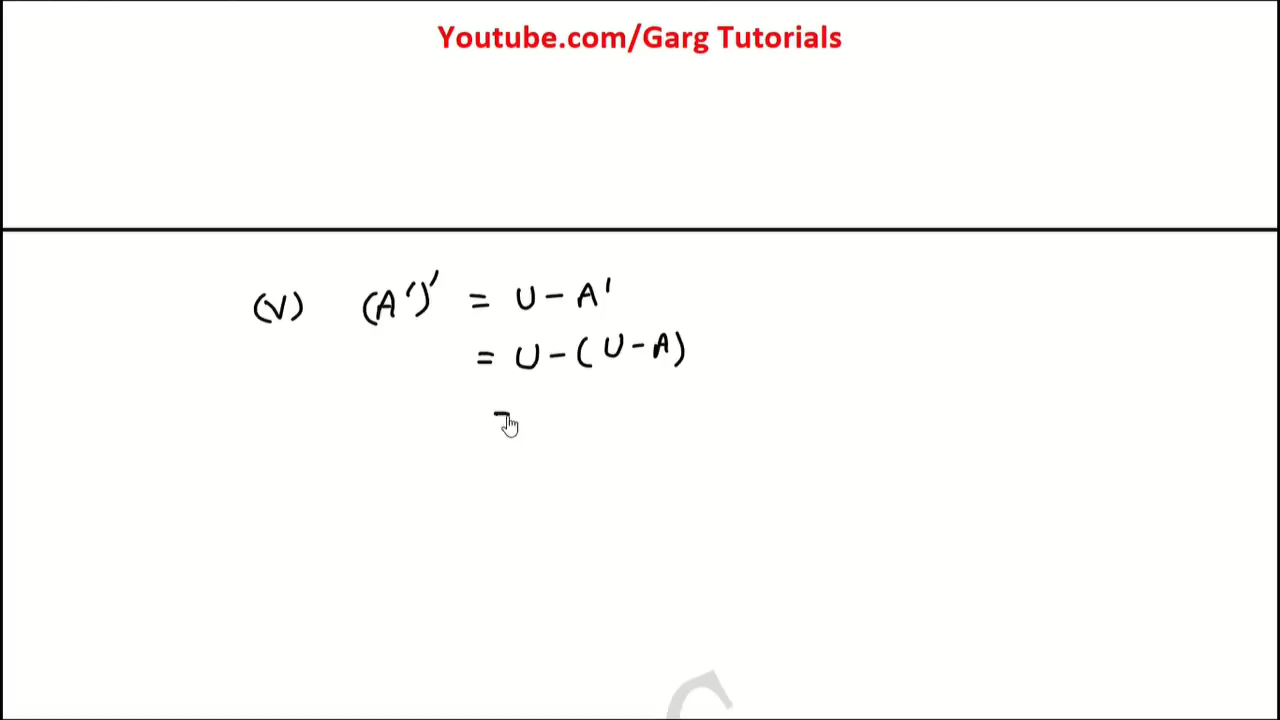 Youtube.com/Garg Tutorials
(V) (A')' = U - A'
= U - (U - A)